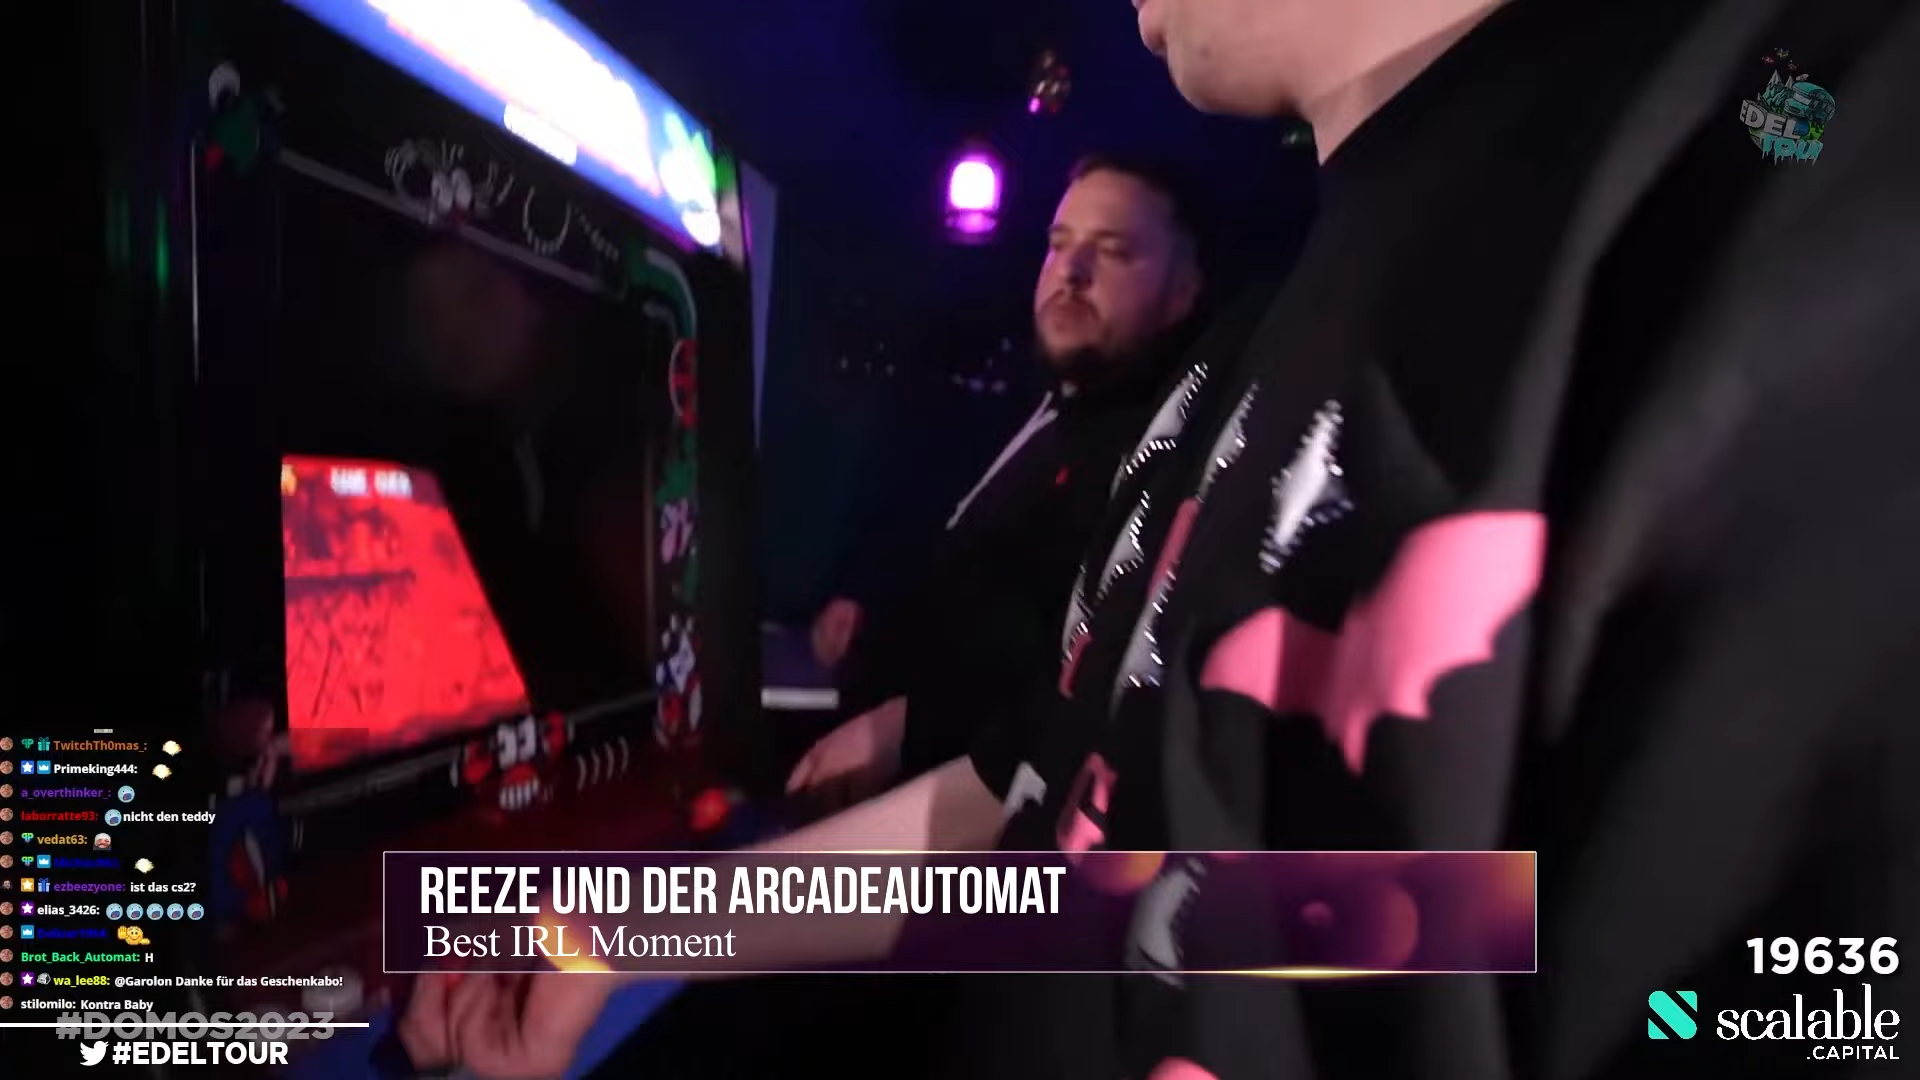 EDEL
TOUR
TwitchTh0mas_:
Primeking444:
a_overthinker_:
laborratte93: nicht den teddy
vedat63:
ezbeezyone: ist das cs2?
elias_3426:
Brot_Back_Automat: H
wa_lee88: @Garolon Danke für das Geschenkabo!
stilomilo: Kontra Baby
#DOMOS2023
#EDELTOUR
REEZE UND DER ARCADEAUTOMAT
Best IRL Moment
19636
scalable
.CAPITAL